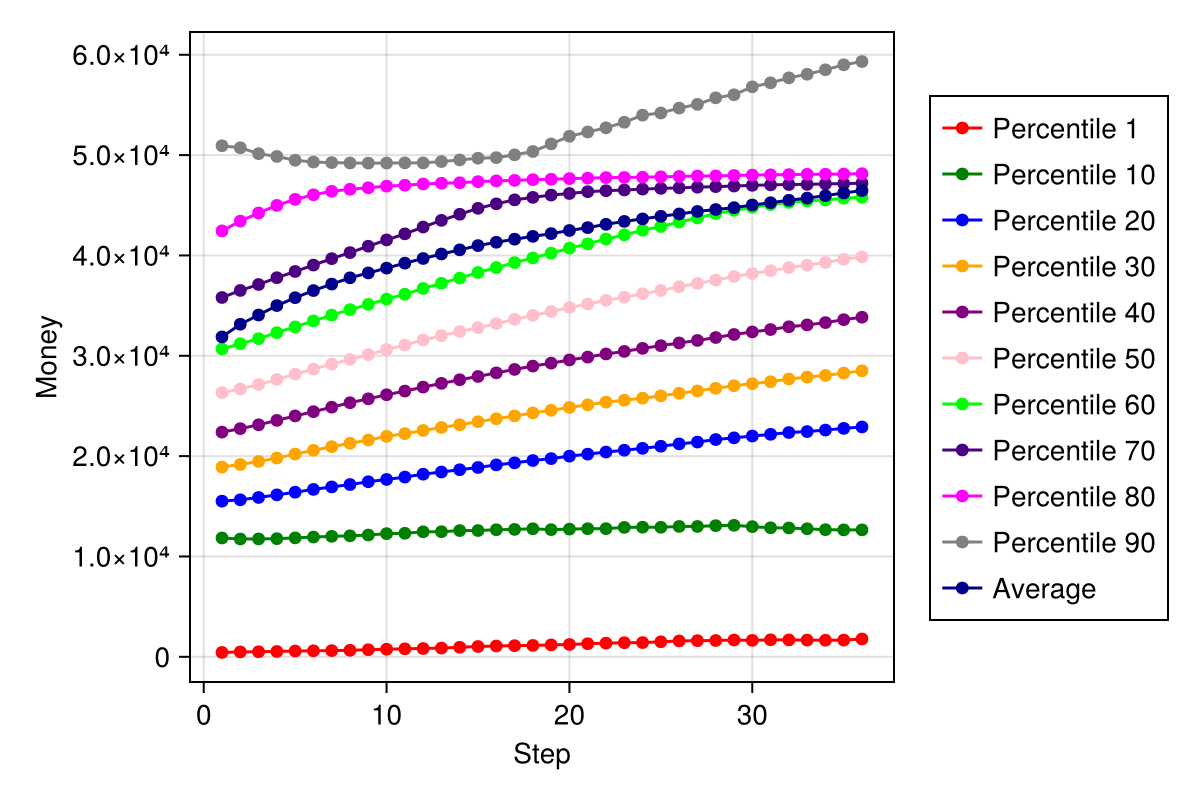 6.0×10⁴
5.0×10⁴
4.0×10⁴
3.0×10⁴
2.0×10⁴
1.0×10⁴
0
Money
0 10 20 30
Step
Percentile 1
Percentile 10
Percentile 20
Percentile 30
Percentile 40
Percentile 50
Percentile 60
Percentile 70
Percentile 80
Percentile 90
Average